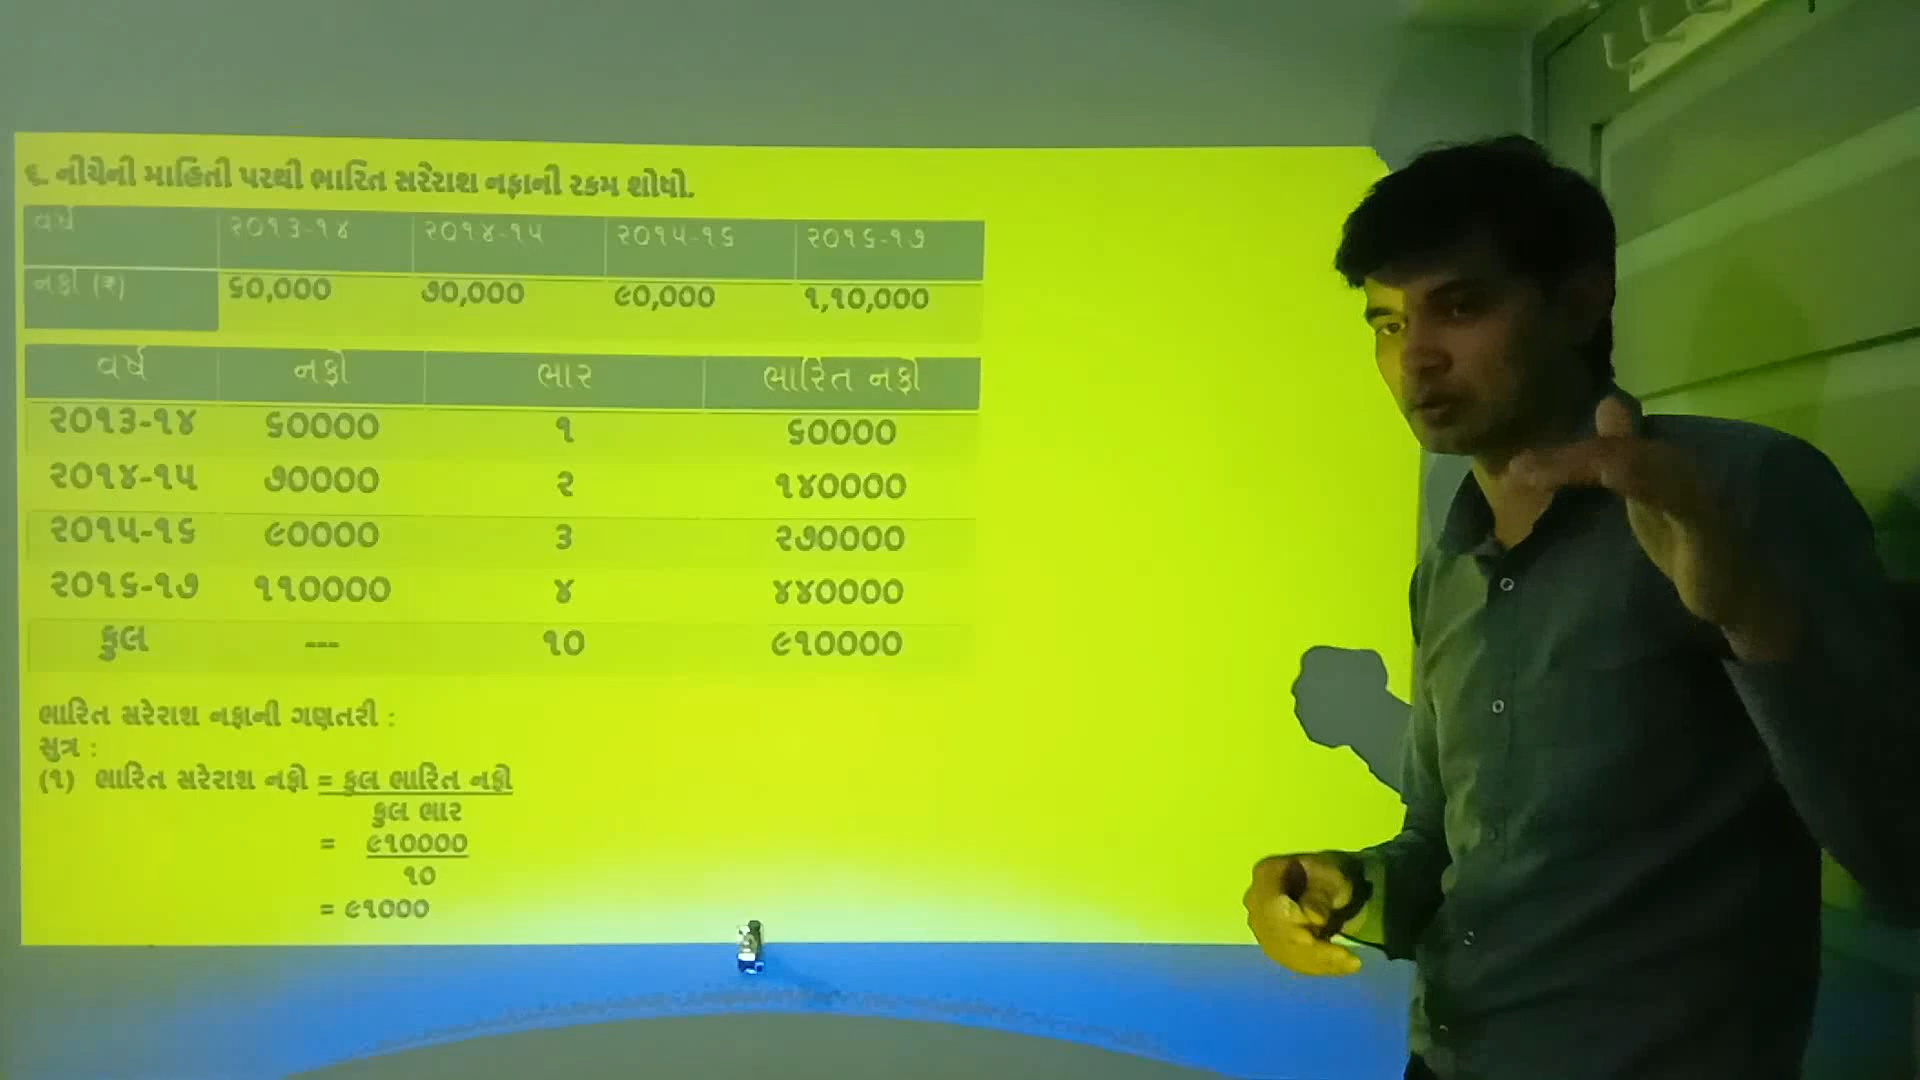 ૬. નીચેની માહિતી પરથી ભારિત સરેરાશ નફાની રકમ શોધો.
વર્ષ ૨૦૧૩-૧૪ ૨૦૧૪-૧૫ ૨૦૧૫-૧૬ ૨૦૧૬-૧૭
નફો (₹) ૬૦,૦૦૦ ૭૦,૦૦૦ ૯૦,૦૦૦ ૧,૧૦,૦૦૦
વર્ષ નફો ભાર ભારિત નફો
૨૦૧૩-૧૪ ૬૦૦૦૦ ૧ ૬૦૦૦૦
૨૦૧૪-૧૫ ૭૦૦૦૦ ૨ ૧૪૦૦૦૦
૨૦૧૫-૧૬ ૯૦૦૦૦ ૩ ૨૭૦૦૦૦
૨૦૧૬-૧૭ ૧૧૦૦૦૦ ૪ ૪૪૦૦૦૦
કુલ --- ૧૦ ૯૧૦૦૦૦
ભારિત સરેરાશ નફાની ગણતરી :
સુત્ર :
(૧) ભારિત સરેરાશ નફો = કુલ ભારિત નફો
કુલ ભાર
= ૯૧૦૦૦૦
૧૦
= ૯૧૦૦૦